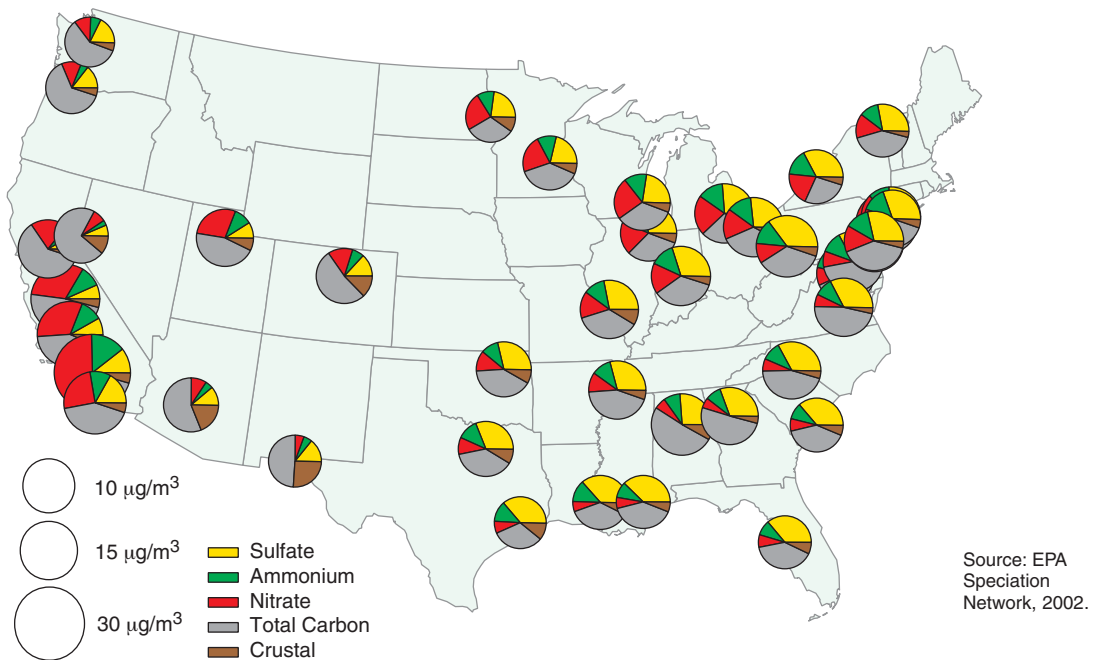 10 μg/m³
15 μg/m³
30 μg/m³
Sulfate
Ammonium
Nitrate
Total Carbon
Crustal
Source: EPA
Speciation
Network, 2002.